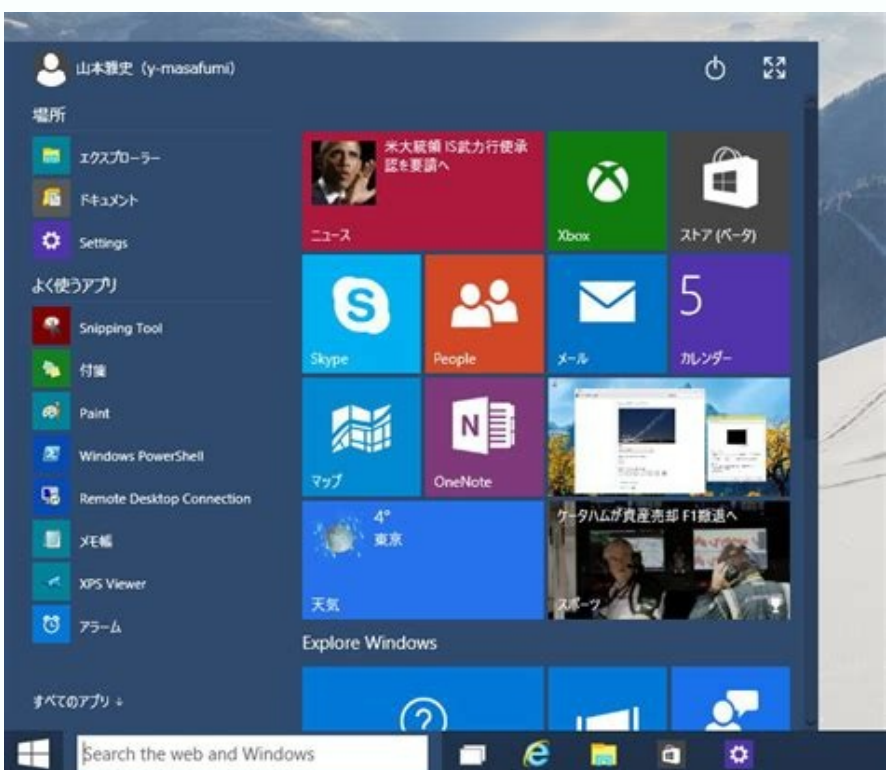 山本雅史 (y-masafumi)
場所
エクスプローラー
ドキュメント
Settings
よく使うアプリ
Snipping Tool
付箋
Paint
Windows PowerShell
Remote Desktop Connection
メモ帳
XPS Viewer
アラーム
すべてのアプリ ↓
米大統領 IS武力行使承
認を要請へ
ニュース
Xbox
ストア (ベータ)
Skype
People
メール
5
カレンダー
マップ
N
OneNote
4°
東京
天気
ケータハムが資産売却 F1撤退へ
スポーツ
Explore Windows
Search the web and Windows